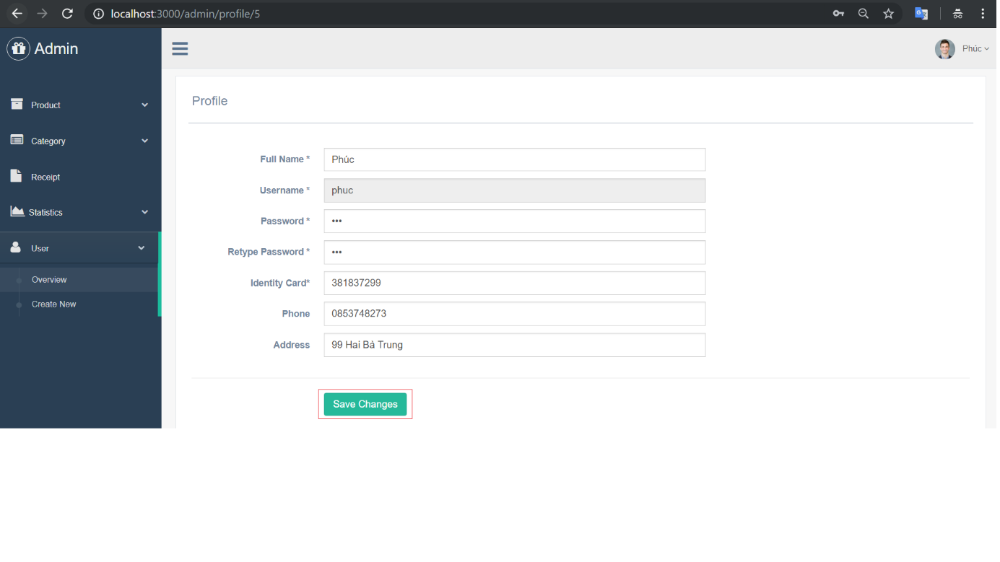 localhost:3000/admin/profile/5
Admin
Phúc
Product
Category
Receipt
Statistics
User
Overview
Create New
Profile
Full Name * Phúc
Username * phuc
Password * •••
Retype Password * •••
Identity Card* 381837299
Phone 0853748273
Address 99 Hai Bà Trung
Save Changes